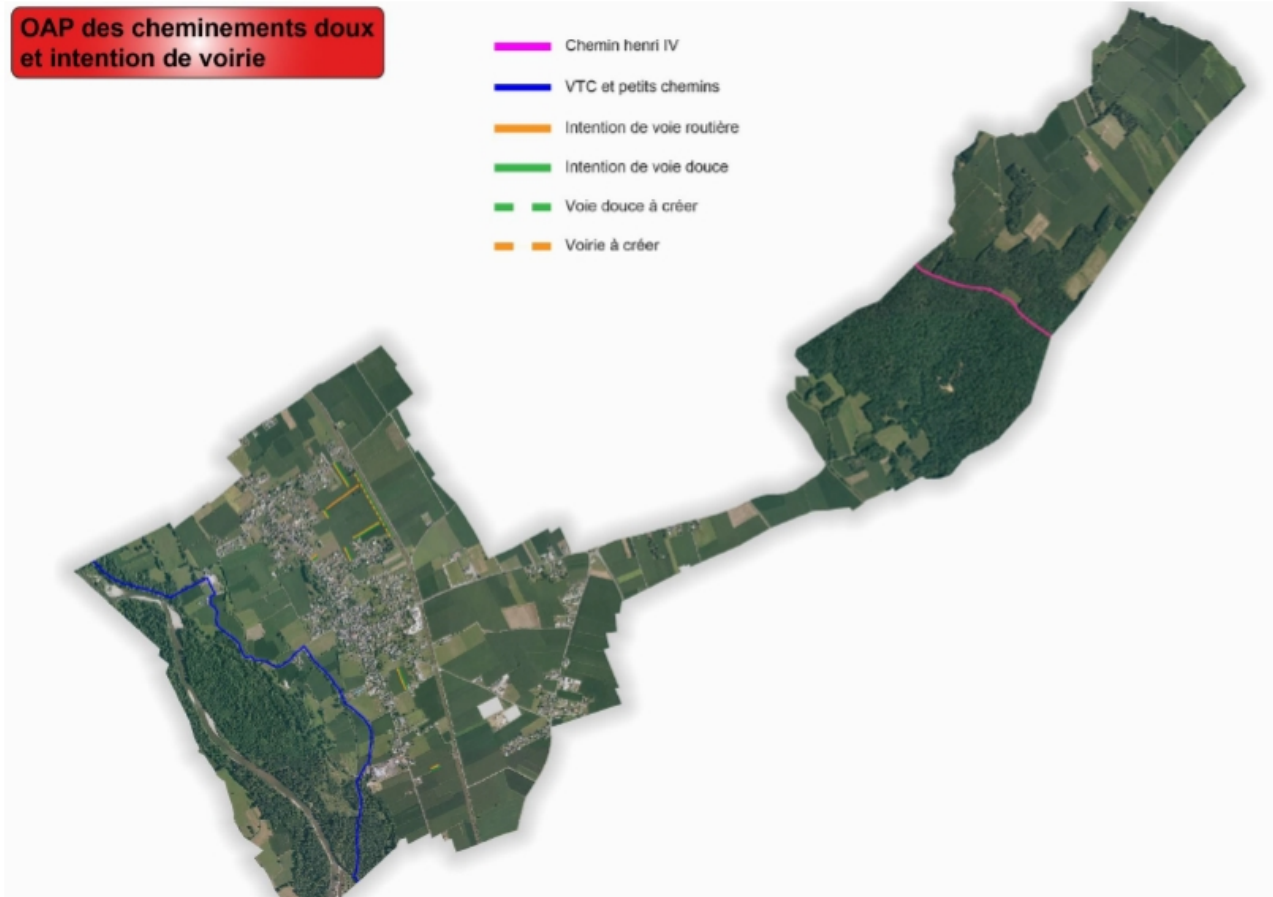 OAP des cheminements doux
et intention de voirie
Chemin henri IV
VTC et petits chemins
Intention de voie routière
Intention de voie douce
Voie douce à créer
Voirie à créer